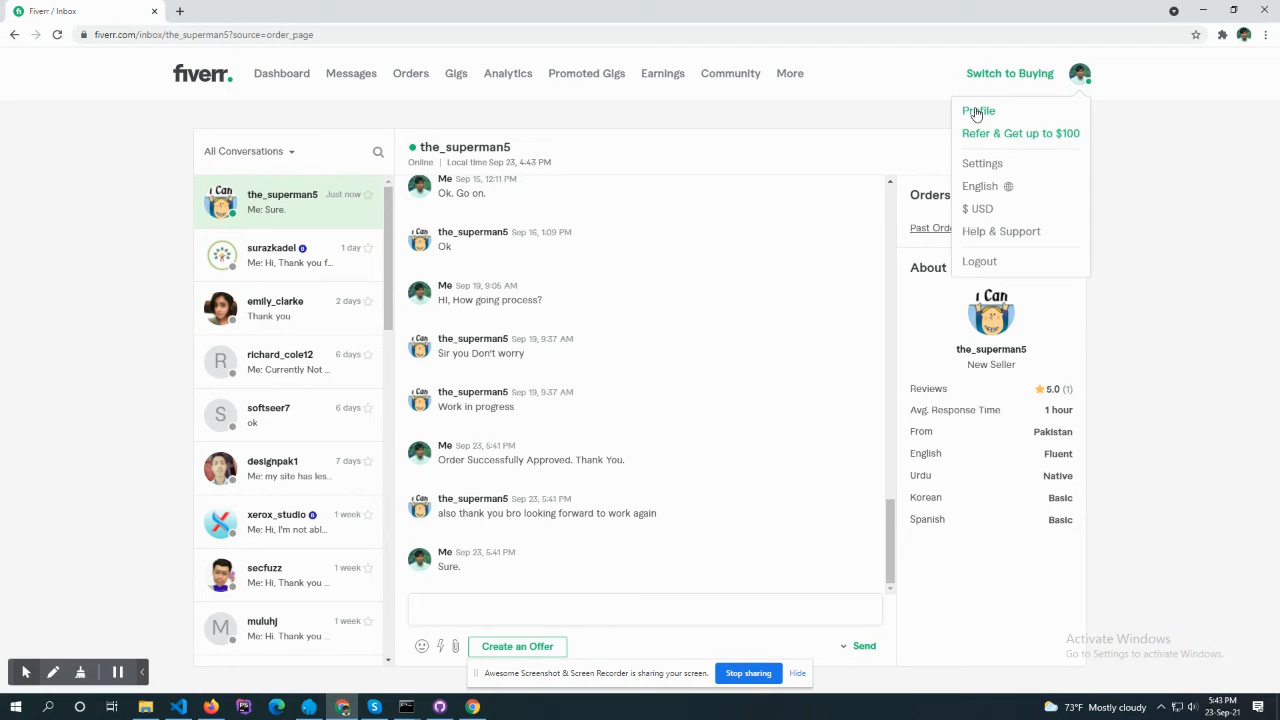 Fiverr / Inbox
fiverr.com/inbox/the_superman5?source=order_page
fiverr.
Dashboard
Messages
Orders
Gigs
Analytics
Promoted Gigs
Earnings
Community
More
Switch to Buying
Profile
Refer & Get up to $100
Settings
English
$ USD
Help & Support
Logout
All Conversations
the_superman5
Just now
Me: Sure.
surazkadel
1 day
Me: Hi, Thank you f...
emily_clarke
2 days
Thank you
R
richard_cole12
6 days
Me: Currently Not ...
S
softseer7
6 days
ok
designpak1
7 days
Me: my site has les...
xerox_studio
1 week
Me: Hi, I'm not abl...
secfuzz
1 week
Me: Hi, Thank you ...
M
muluhj
1 week
Me: Hi. Thank you ...
the_superman5
Online | Local time Sep 23, 4:43 PM
Me Sep 15, 12:11 PM
Ok. Go on.
the_superman5 Sep 16, 1:09 PM
Ok
Me Sep 19, 9:05 AM
Hi, How going process?
the_superman5 Sep 19, 9:37 AM
Sir you Don't worry
the_superman5 Sep 19, 9:37 AM
Work in progress
Me Sep 23, 5:41 PM
Order Successfully Approved. Thank You.
the_superman5 Sep 23, 5:41 PM
also thank you bro looking forward to work again
Me Sep 23, 5:41 PM
Sure.
Create an Offer
Send
Orders
Past Orde
About
i Can
the_superman5
New Seller
Reviews 5.0 (1)
Avg. Response Time 1 hour
From Pakistan
English Fluent
Urdu Native
Korean Basic
Spanish Basic
Activate Windows
Go to Settings to activate Windows.
Awesome Screenshot & Screen Recorder is sharing your screen.
Stop sharing
Hide
73°F Mostly cloudy
5:43 PM
23-Sep-21